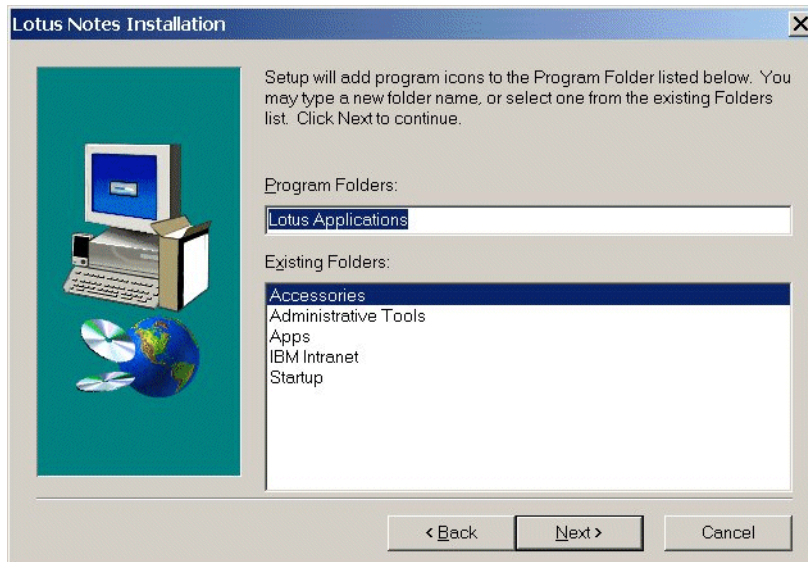 Lotus Notes Installation
Setup will add program icons to the Program Folder listed below. You
may type a new folder name, or select one from the existing Folders
list. Click Next to continue.
Program Folders:
Lotus Applications
Existing Folders:
Accessories
Administrative Tools
Apps
IBM Intranet
Startup
< Back
Next >
Cancel